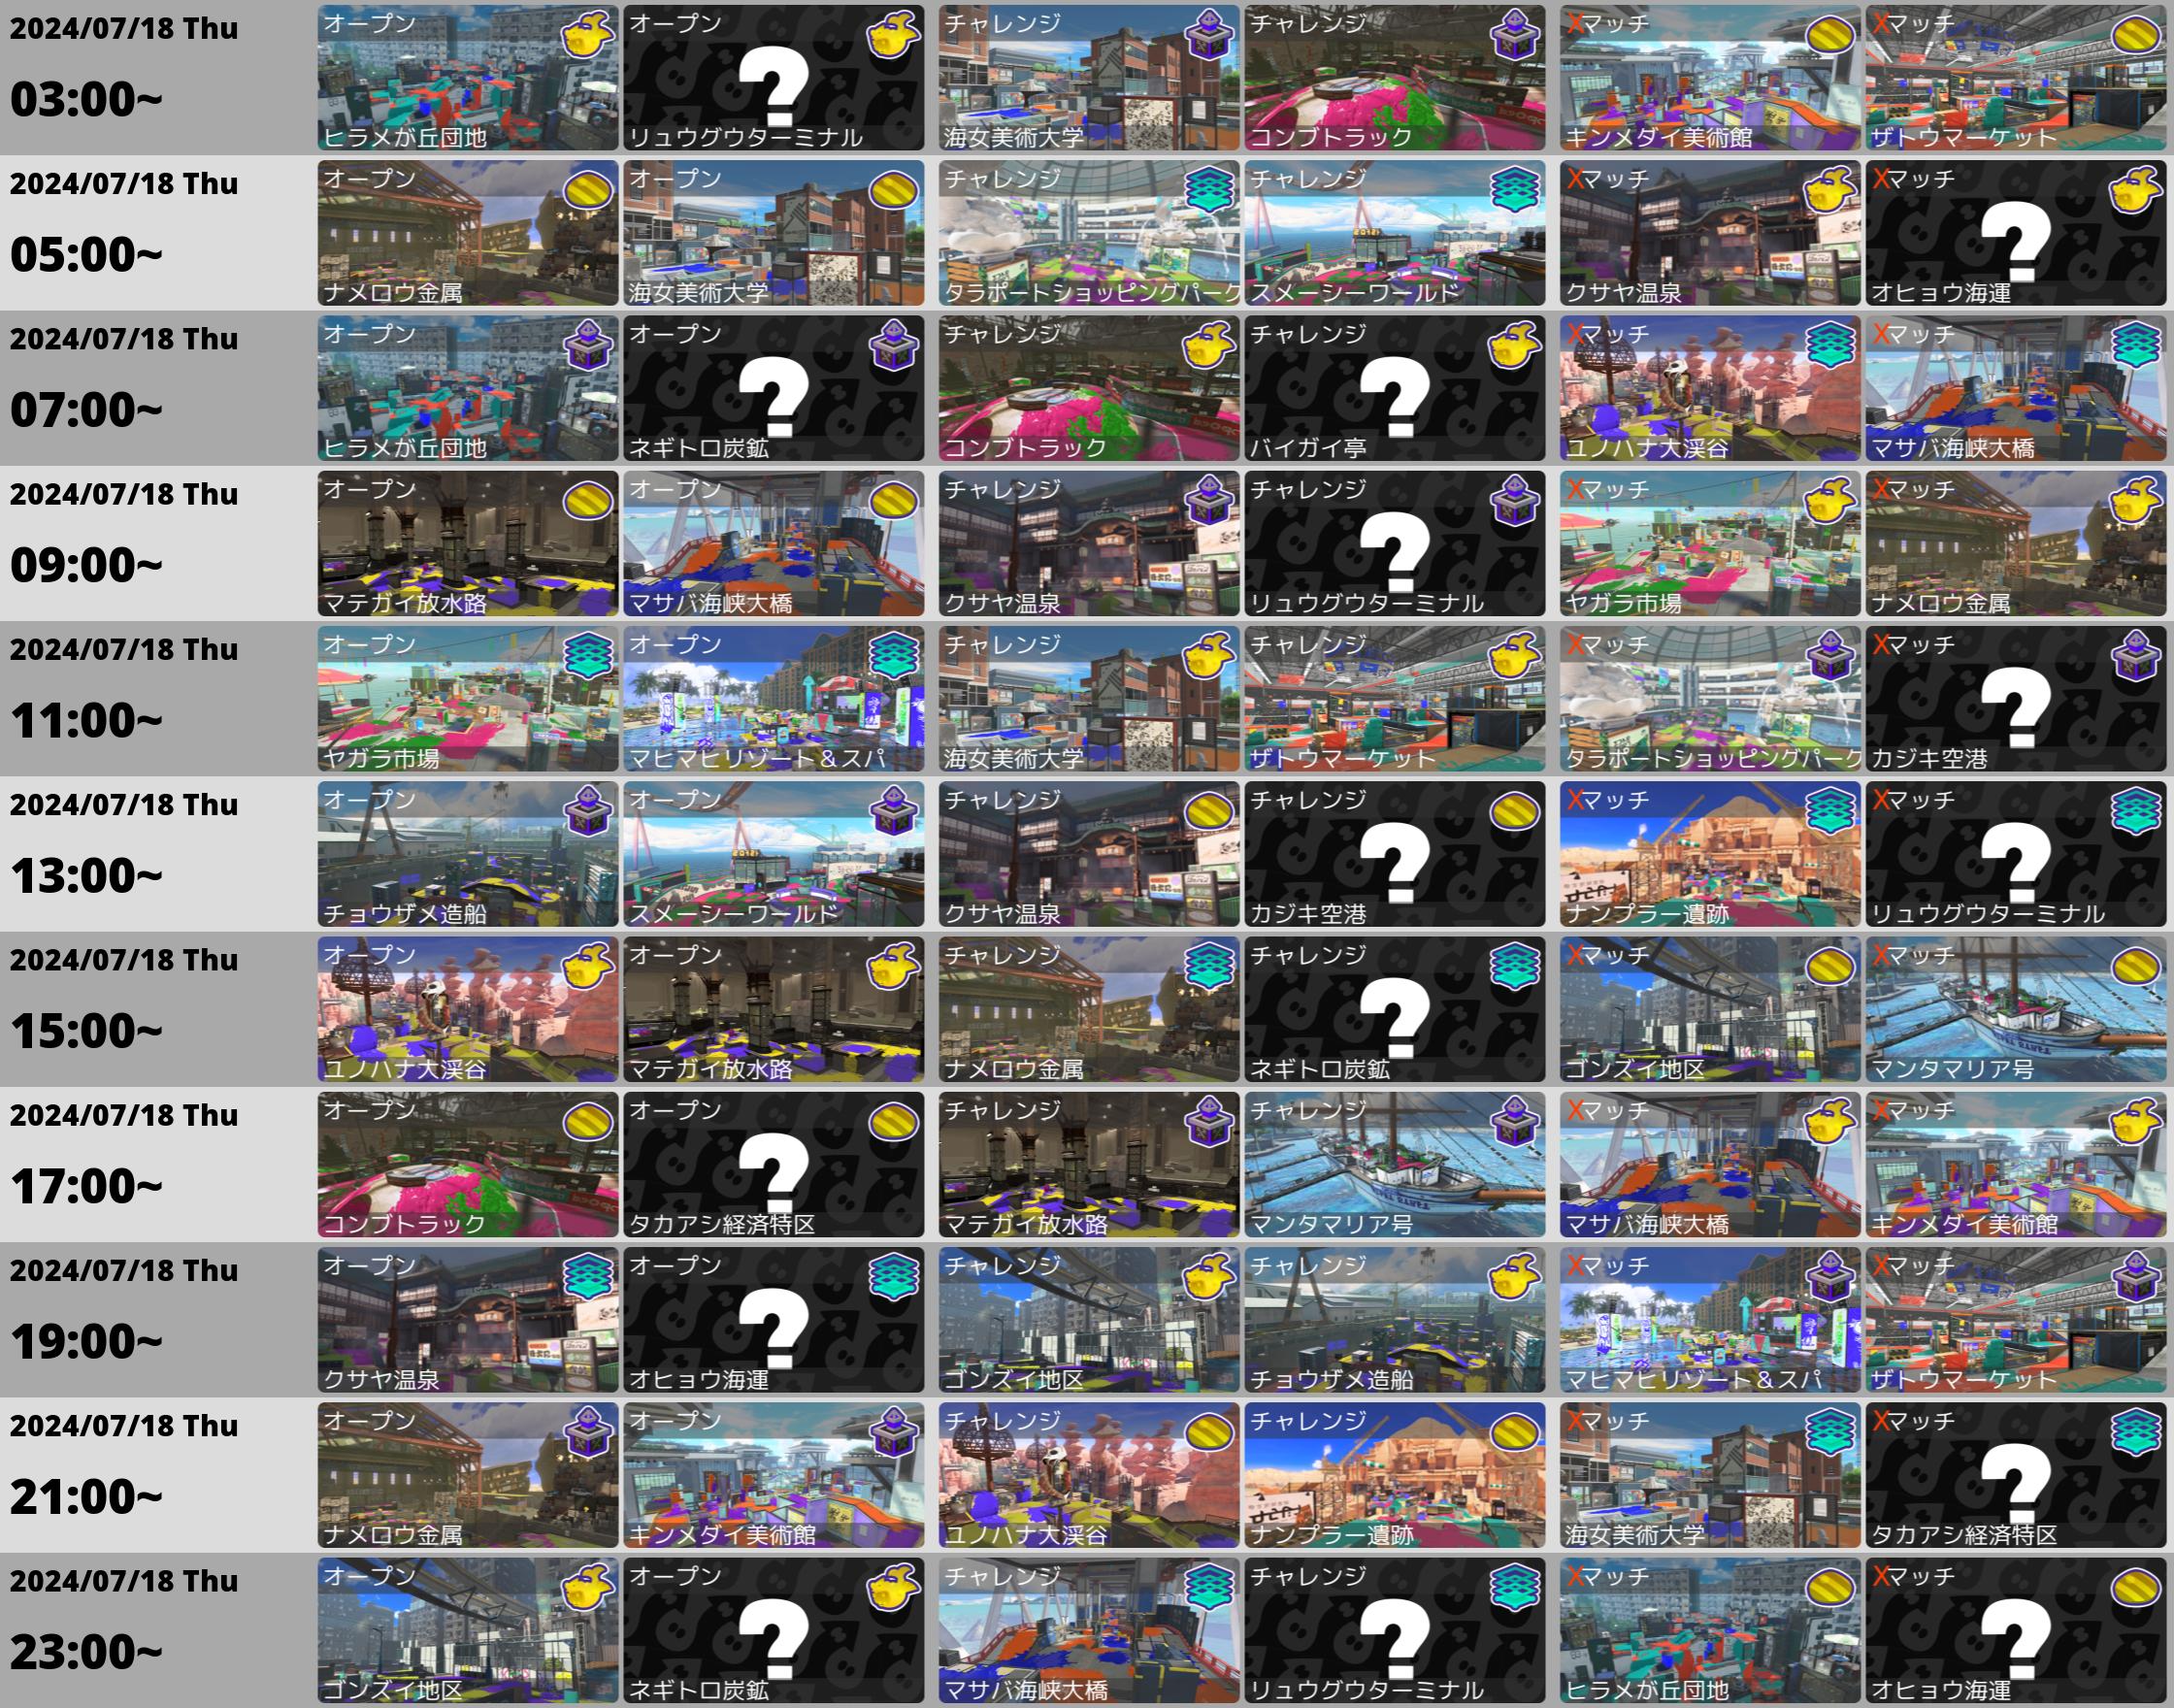 2024/07/18 Thu
03:00~
オープン
ヒラメが丘団地
オープン
リュウグウターミナル
チャレンジ
海女美術大学
チャレンジ
コンブトラック
Xマッチ
キンメダイ美術館
Xマッチ
ザトウマーケット
2024/07/18 Thu
05:00~
オープン
ナメロウ金属
オープン
海女美術大学
チャレンジ
タラポートショッピングパーク
チャレンジ
スメーシーワールド
Xマッチ
クサヤ温泉
Xマッチ
オヒョウ海運
2024/07/18 Thu
07:00~
オープン
ヒラメが丘団地
オープン
ネギトロ炭鉱
チャレンジ
コンブトラック
チャレンジ
バイガイ亭
Xマッチ
ユノハナ大渓谷
Xマッチ
マサバ海峡大橋
2024/07/18 Thu
09:00~
オープン
マテガイ放水路
オープン
マサバ海峡大橋
チャレンジ
クサヤ温泉
チャレンジ
リュウグウターミナル
Xマッチ
ヤガラ市場
Xマッチ
ナメロウ金属
2024/07/18 Thu
11:00~
オープン
ヤガラ市場
オープン
マヒマヒリゾート＆スパ
チャレンジ
海女美術大学
チャレンジ
ザトウマーケット
Xマッチ
タラポートショッピングパーク
Xマッチ
カジキ空港
2024/07/18 Thu
13:00~
オープン
チョウザメ造船
オープン
スメーシーワールド
チャレンジ
クサヤ温泉
チャレンジ
カジキ空港
Xマッチ
ナンプラー遺跡
Xマッチ
リュウグウターミナル
2024/07/18 Thu
15:00~
オープン
ユノハナ大渓谷
オープン
マテガイ放水路
チャレンジ
ナメロウ金属
チャレンジ
ネギトロ炭鉱
Xマッチ
ゴンズイ地区
Xマッチ
マンタマリア号
2024/07/18 Thu
17:00~
オープン
コンブトラック
オープン
タカアシ経済特区
チャレンジ
マテガイ放水路
チャレンジ
マンタマリア号
Xマッチ
マサバ海峡大橋
Xマッチ
キンメダイ美術館
2024/07/18 Thu
19:00~
オープン
クサヤ温泉
オープン
オヒョウ海運
チャレンジ
ゴンズイ地区
チャレンジ
チョウザメ造船
Xマッチ
マヒマヒリゾート＆スパ
Xマッチ
ザトウマーケット
2024/07/18 Thu
21:00~
オープン
ナメロウ金属
オープン
キンメダイ美術館
チャレンジ
ユノハナ大渓谷
チャレンジ
ナンプラー遺跡
Xマッチ
海女美術大学
Xマッチ
タカアシ経済特区
2024/07/18 Thu
23:00~
オープン
ゴンズイ地区
オープン
ネギトロ炭鉱
チャレンジ
マサバ海峡大橋
チャレンジ
リュウグウターミナル
Xマッチ
ヒラメが丘団地
Xマッチ
オヒョウ海運